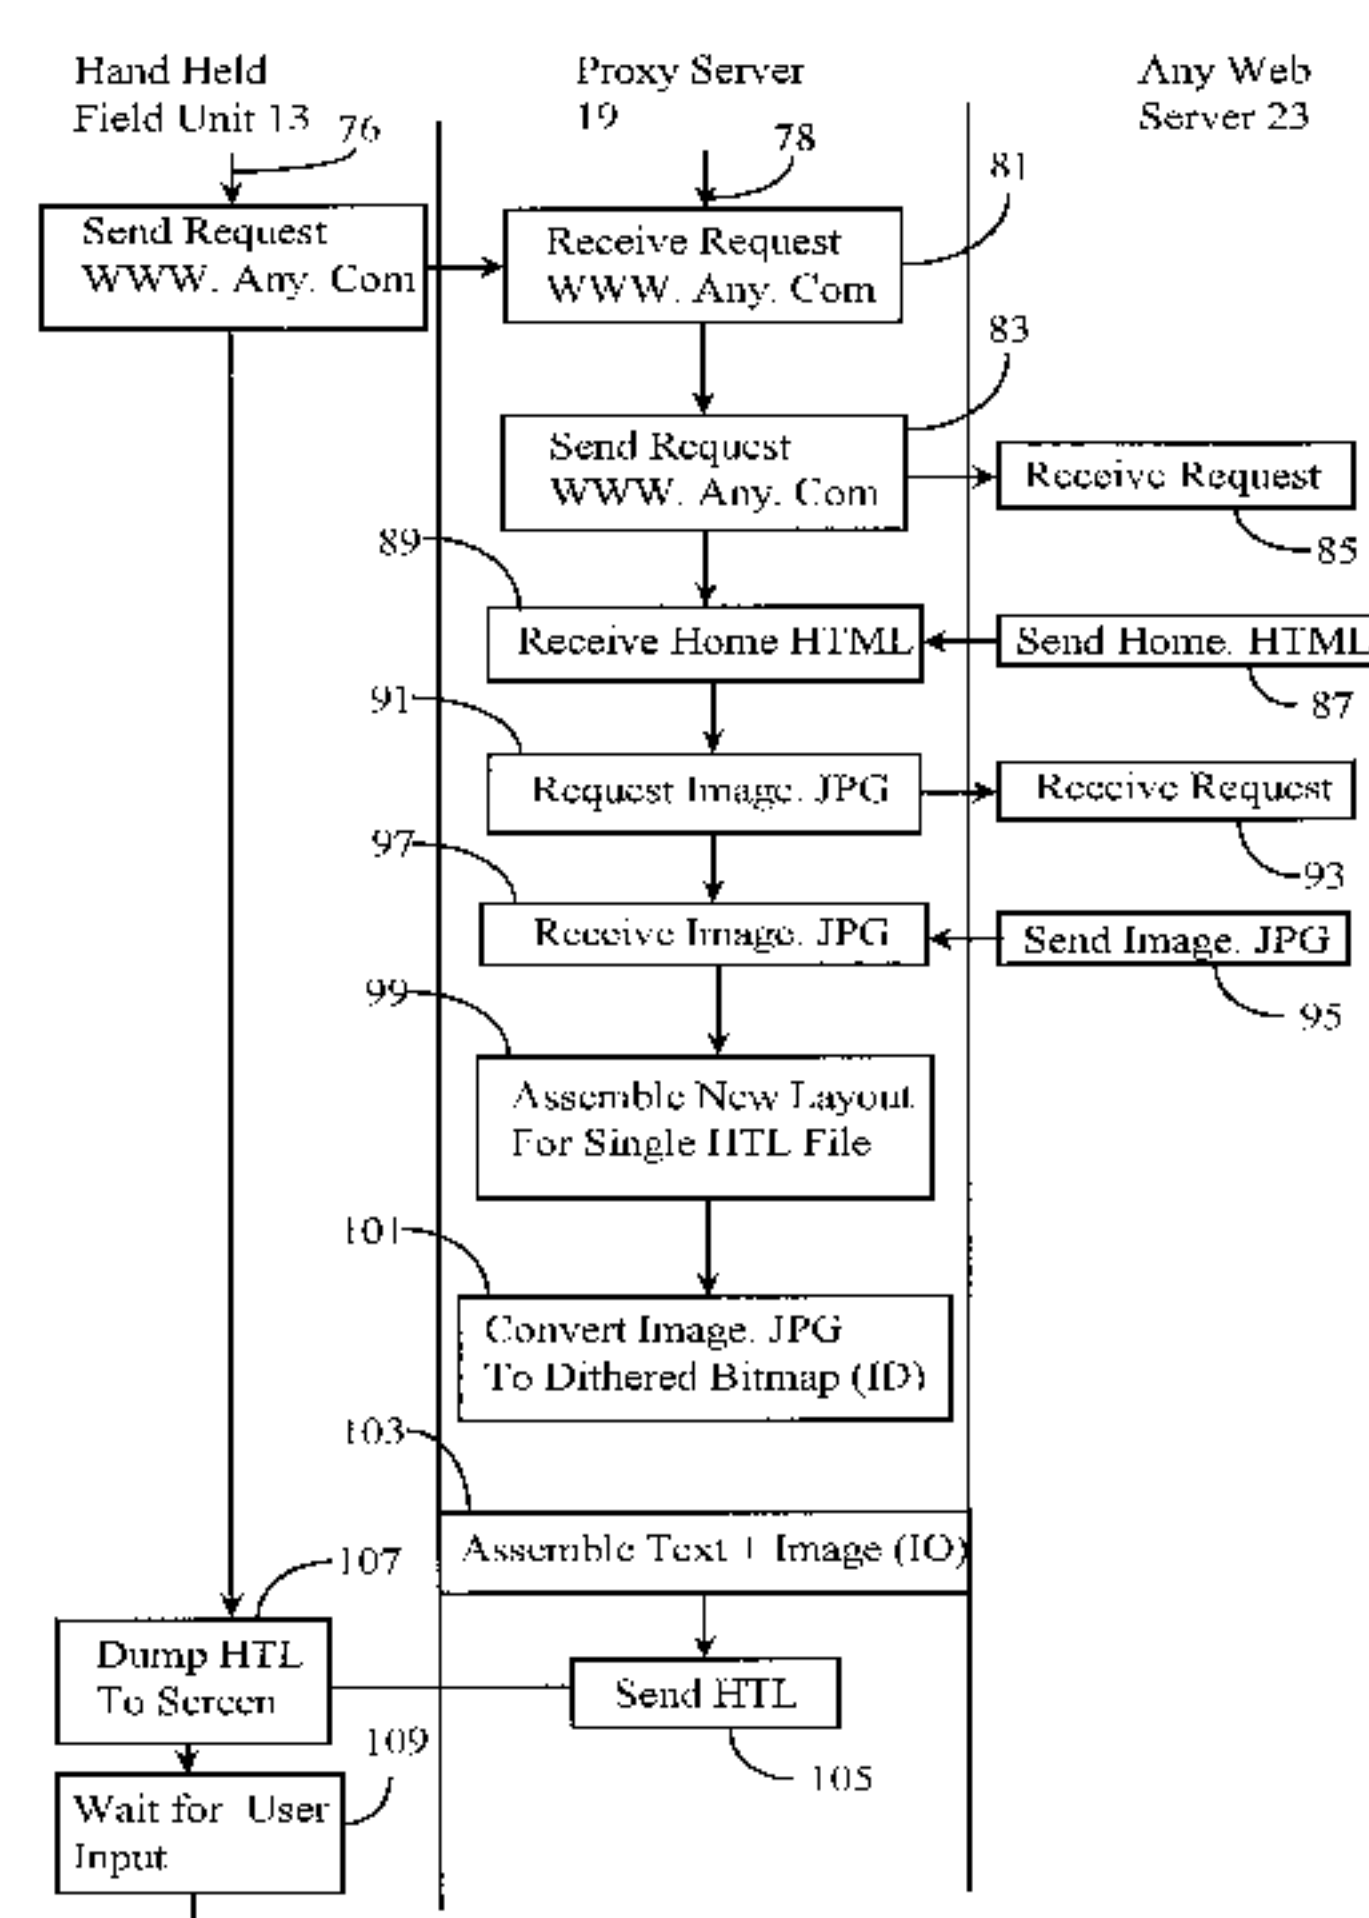 Hand Held
Field Unit 13
76
Proxy Server
19
78
Any Web
Server 23
81
Send Request
WWW. Any. Com
Receive Request
WWW. Any. Com
83
Send Request
WWW. Any. Com
Receive Request
85
89
Receive Home HTML
Send Home. HTML
87
91
Request Image. JPG
Receive Request
93
97
Receive Image. JPG
Send Image. JPG
95
99
Assemble New Layout
For Single HTL File
101
Convert Image. JPG
To Dithered Bitmap (ID)
103
Assemble Text + Image (IO)
107
Dump HTL
To Screen
Send HTL
105
109
Wait for User
Input